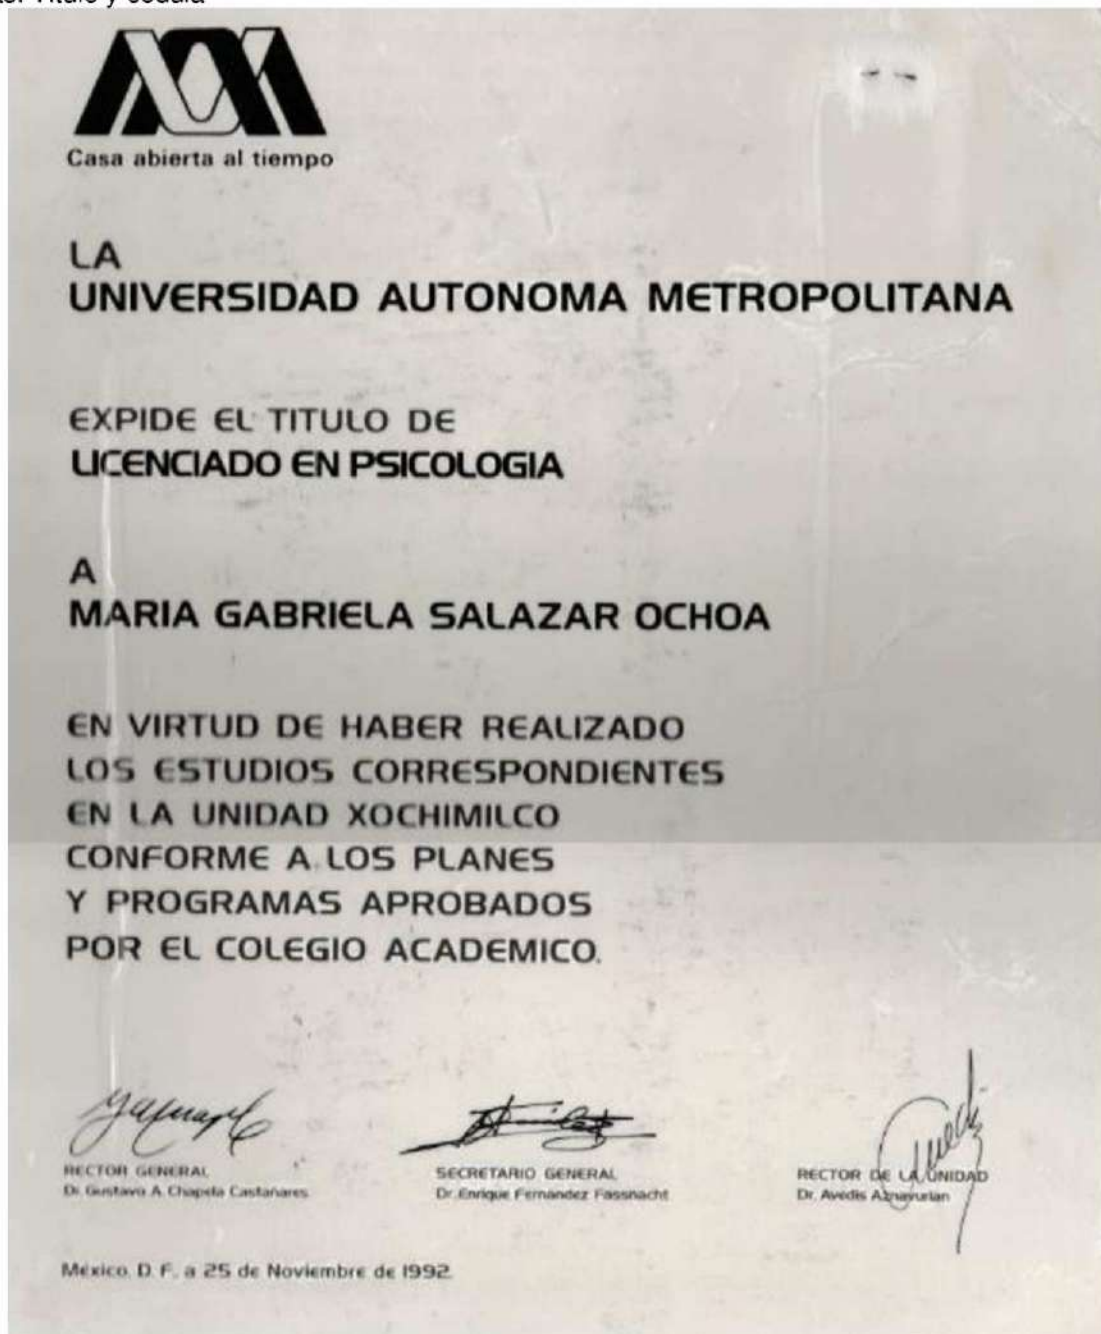 Título y cédula
Casa abierta al tiempo
LA
UNIVERSIDAD AUTONOMA METROPOLITANA
EXPIDE EL TITULO DE
LICENCIADO EN PSICOLOGIA
A
MARIA GABRIELA SALAZAR OCHOA
EN VIRTUD DE HABER REALIZADO
LOS ESTUDIOS CORRESPONDIENTES
EN LA UNIDAD XOCHIMILCO
CONFORME A LOS PLANES
Y PROGRAMAS APROBADOS
POR EL COLEGIO ACADEMICO.
RECTOR GENERAL
Dr. Gustavo A. Chapela Castañares
SECRETARIO GENERAL
Dr. Enrique Fernandez Fassnacht
RECTOR DE LA UNIDAD
Dr. Avedis Aznavurian
México, D. F., a 25 de Noviembre de 1992.